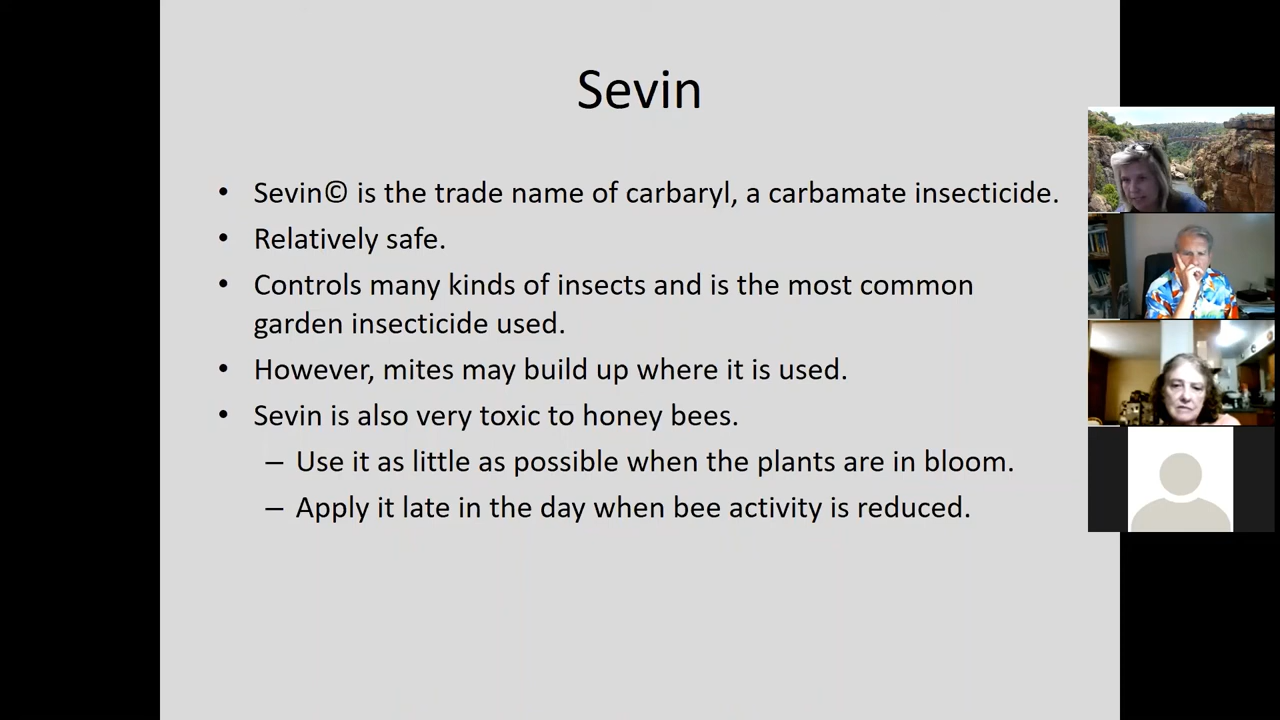 Sevin
• Sevin© is the trade name of carbaryl, a carbamate insecticide.
• Relatively safe.
• Controls many kinds of insects and is the most common
garden insecticide used.
• However, mites may build up where it is used.
• Sevin is also very toxic to honey bees.
– Use it as little as possible when the plants are in bloom.
– Apply it late in the day when bee activity is reduced.